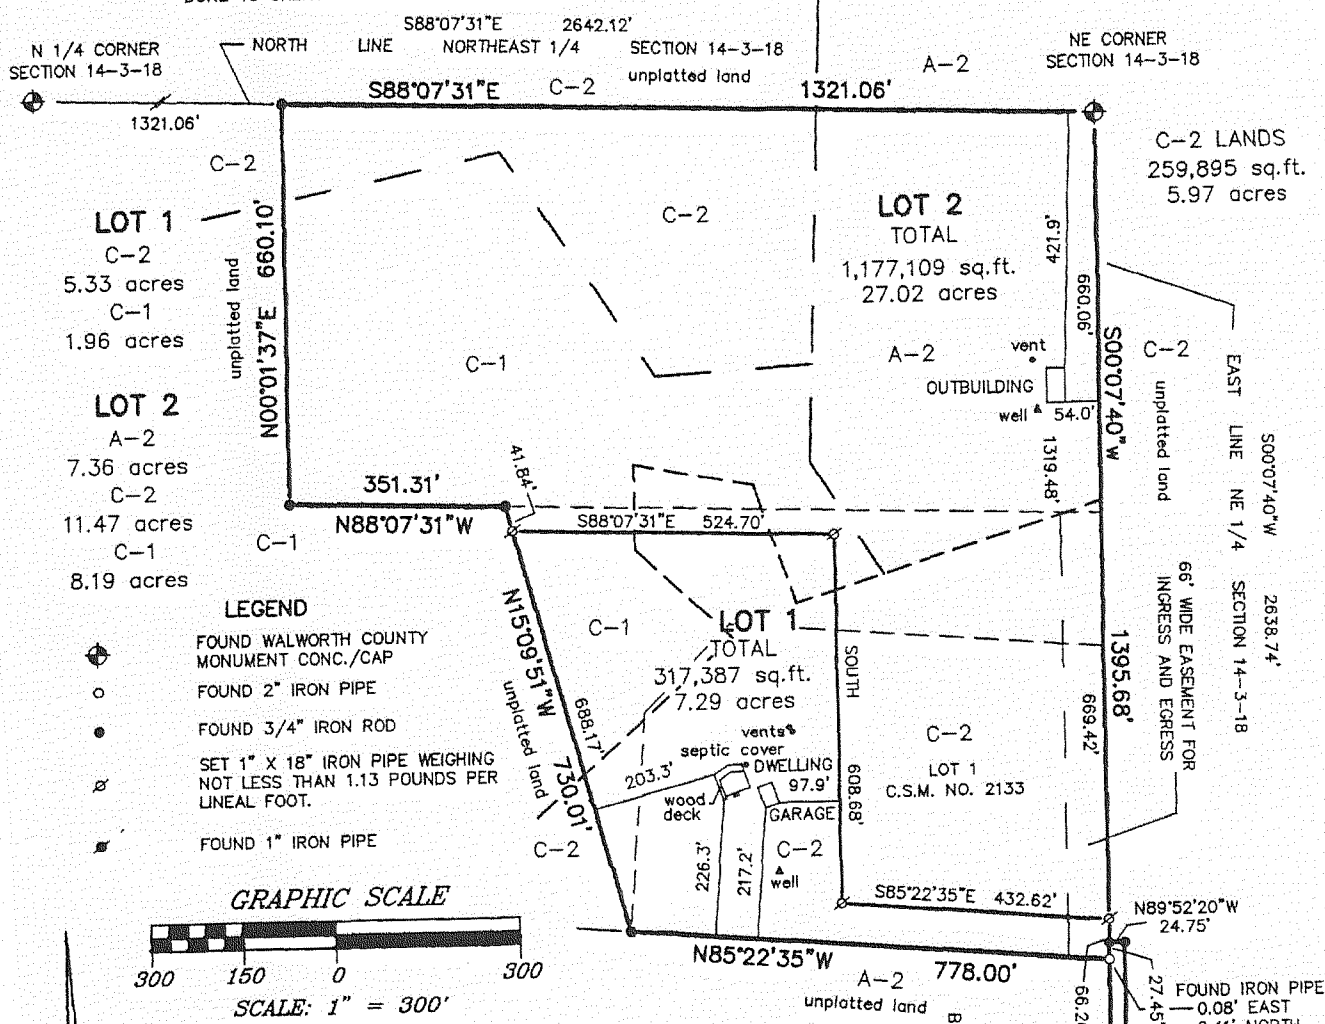 S88°07'31"E 2642.12'
N 1/4 CORNER
SECTION 14-3-18
NORTH LINE NORTHEAST 1/4 SECTION 14-3-18
NE CORNER
SECTION 14-3-18
unplatted land
A-2
S88°07'31"E
C-2
1321.06'
1321.06'
C-2
C-2 LANDS
259,895 sq.ft.
5.97 acres
LOT 1
C-2
5.33 acres
C-1
1.96 acres
LOT 2
A-2
7.36 acres
C-2
11.47 acres
C-1
8.19 acres
N00°01'37"E 660.10'
unplatted land
C-2
LOT 2
TOTAL
1,177,109 sq.ft.
27.02 acres
421.9'
660.06'
C-1
A-2
vent
OUTBUILDING
well
54.0'
S00°07'40"W
C-2
unplatted land
EAST LINE NE 1/4 SECTION 14-3-18
S00°07'40"W 2638.74'
1319.48'
351.31'
N88°07'31"W
41.84'
S88°07'31"E 524.70'
C-1
66' WIDE EASEMENT FOR
INGRESS AND EGRESS
1395.68'
669.42'
N15°09'51"W
730.01'
688.17'
unplatted land
C-1
LOT 1
TOTAL
317,387 sq.ft.
7.29 acres
SOUTH
608.68'
vents
septic cover
DWELLING
203.3'
97.9'
wood
deck
GARAGE
C-2
C-2
226.3'
217.2'
well
C-2
LOT 1
C.S.M. NO. 2133
S85°22'35"E 432.62'
N89°52'20"W
24.75'
N85°22'35"W
778.00'
A-2
unplatted land
B
27.45'
FOUND IRON PIPE
0.08' EAST
LEGEND
FOUND WALWORTH COUNTY
MONUMENT CONC./CAP
FOUND 2" IRON PIPE
FOUND 3/4" IRON ROD
SET 1" X 18" IRON PIPE WEIGHING
NOT LESS THAN 1.13 POUNDS PER
LINEAL FOOT.
FOUND 1" IRON PIPE
GRAPHIC SCALE
300 150 0 300
SCALE: 1" = 300'